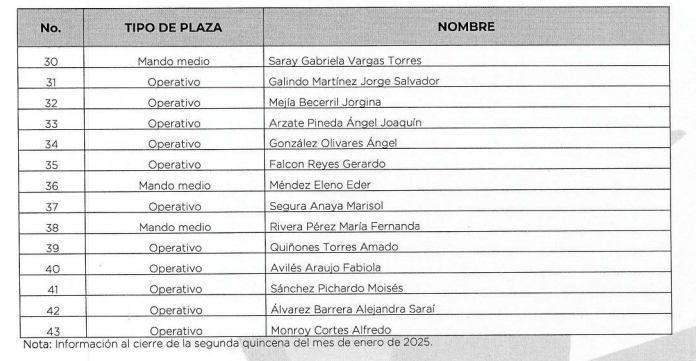 No. TIPO DE PLAZA NOMBRE
30 Mando medio Saray Gabriela Vargas Torres
31 Operativo Galindo Martínez Jorge Salvador
32 Operativo Mejía Becerril Jorgina
33 Operativo Arzate Pineda Ángel Joaquín
34 Operativo González Olivares Ángel
35 Operativo Falcon Reyes Gerardo
36 Mando medio Méndez Eleno Eder
37 Operativo Segura Anaya Marisol
38 Mando medio Rivera Pérez María Fernanda
39 Operativo Quiñones Torres Amado
40 Operativo Avilés Araujo Fabiola
41 Operativo Sánchez Pichardo Moisés
42 Operativo Álvarez Barrera Alejandra Saraí
43 Operativo Monroy Cortes Alfredo
Nota: Información al cierre de la segunda quincena del mes de enero de 2025.